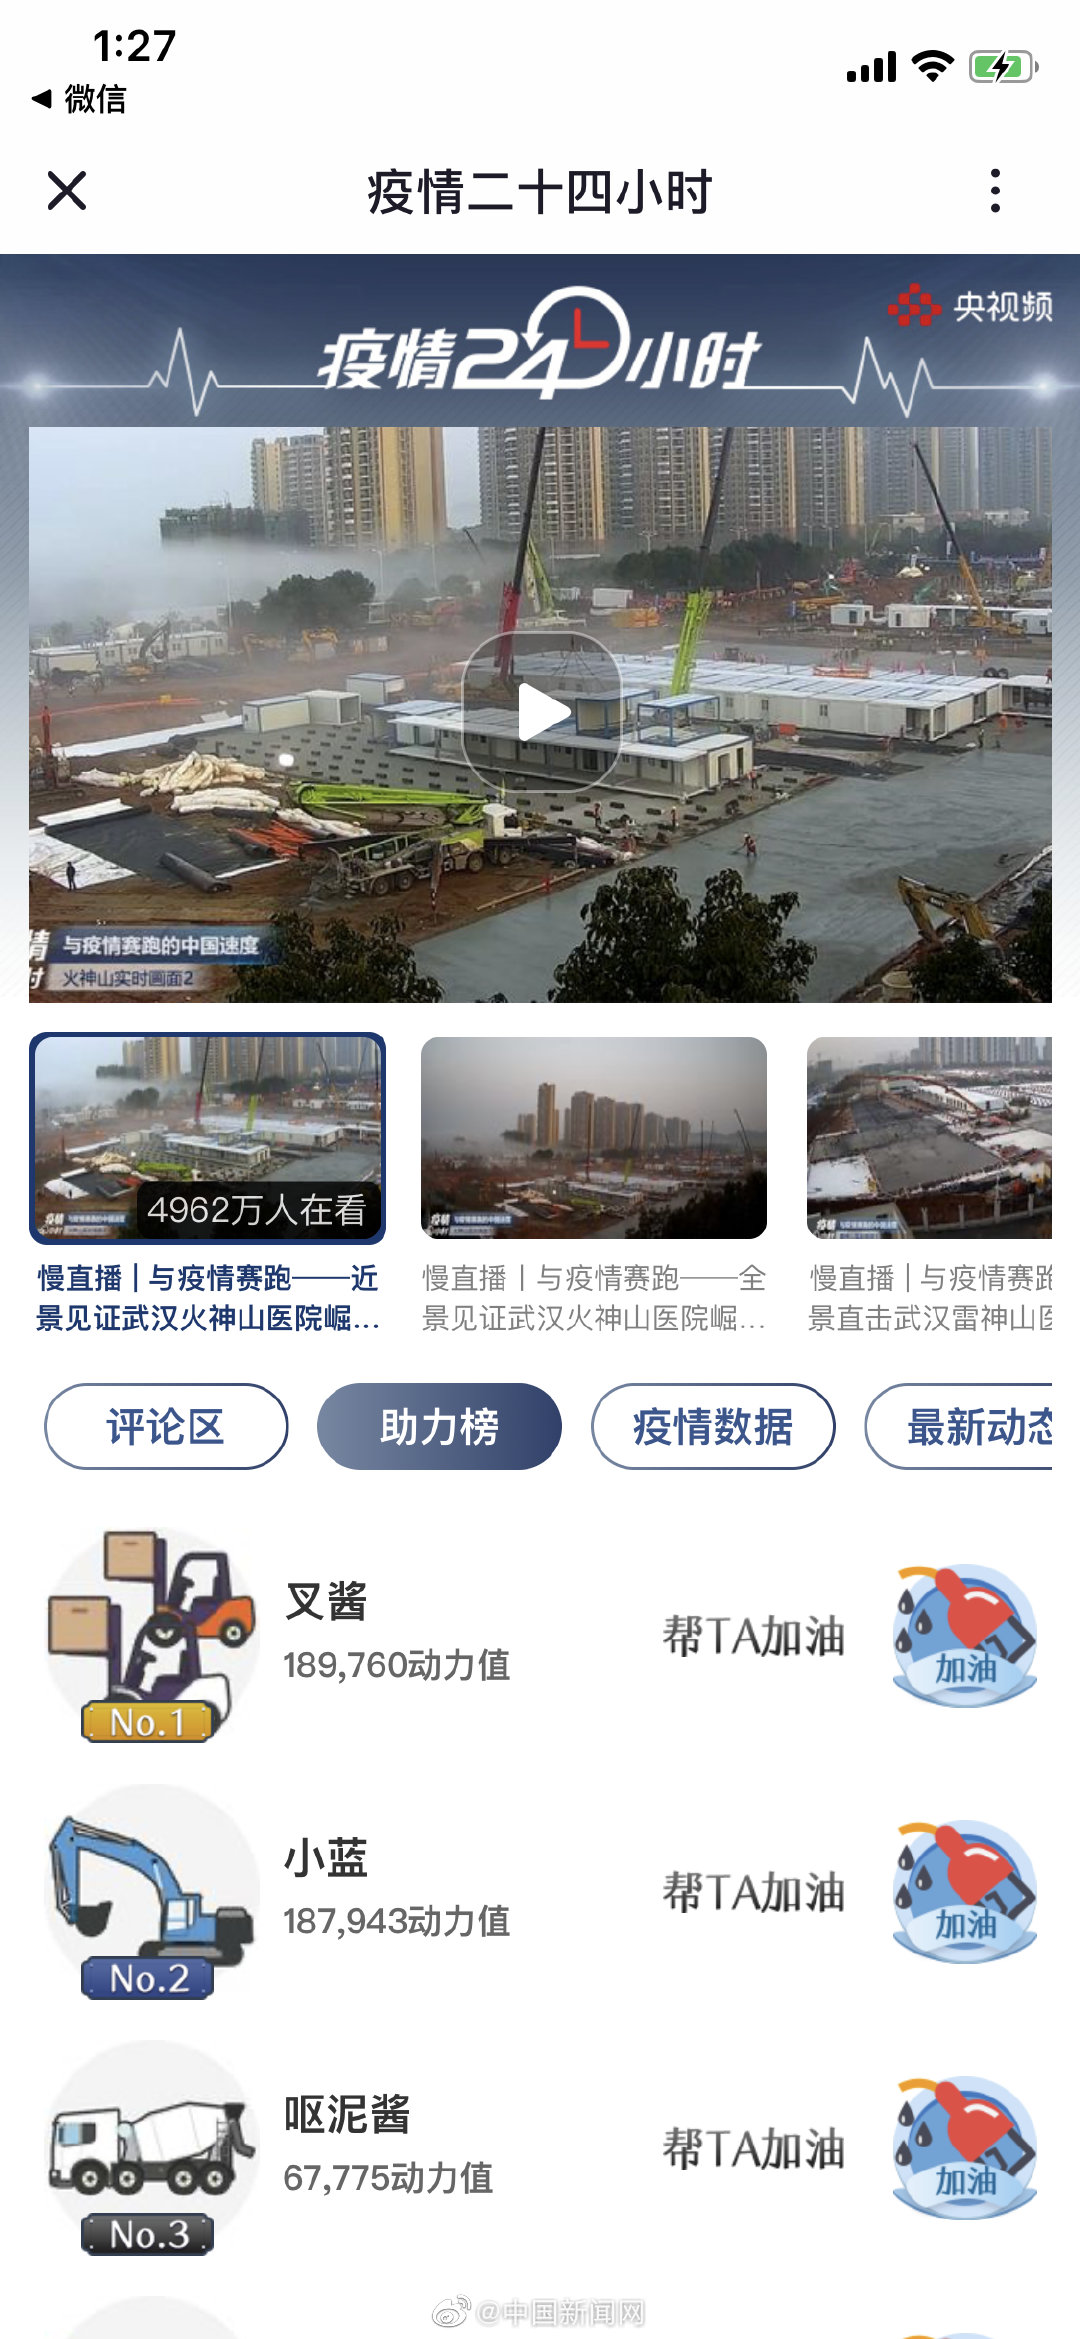 1:27
微信
疫情二十四小时
央视频
疫情24小时
与疫情赛跑的中国速度
火神山实时画面2
4962万人在看
慢直播 | 与疫情赛跑——近
景见证武汉火神山医院崛...
慢直播丨与疫情赛跑——全
景见证武汉火神山医院崛...
慢直播 | 与疫情赛跑
景直击武汉雷神山医
评论区
助力榜
疫情数据
最新动态
叉酱
189,760动力值
帮TA加油
加油
No.1
小蓝
187,943动力值
帮TA加油
加油
No.2
呕泥酱
67,775动力值
帮TA加油
加油
No.3
@中国新闻网